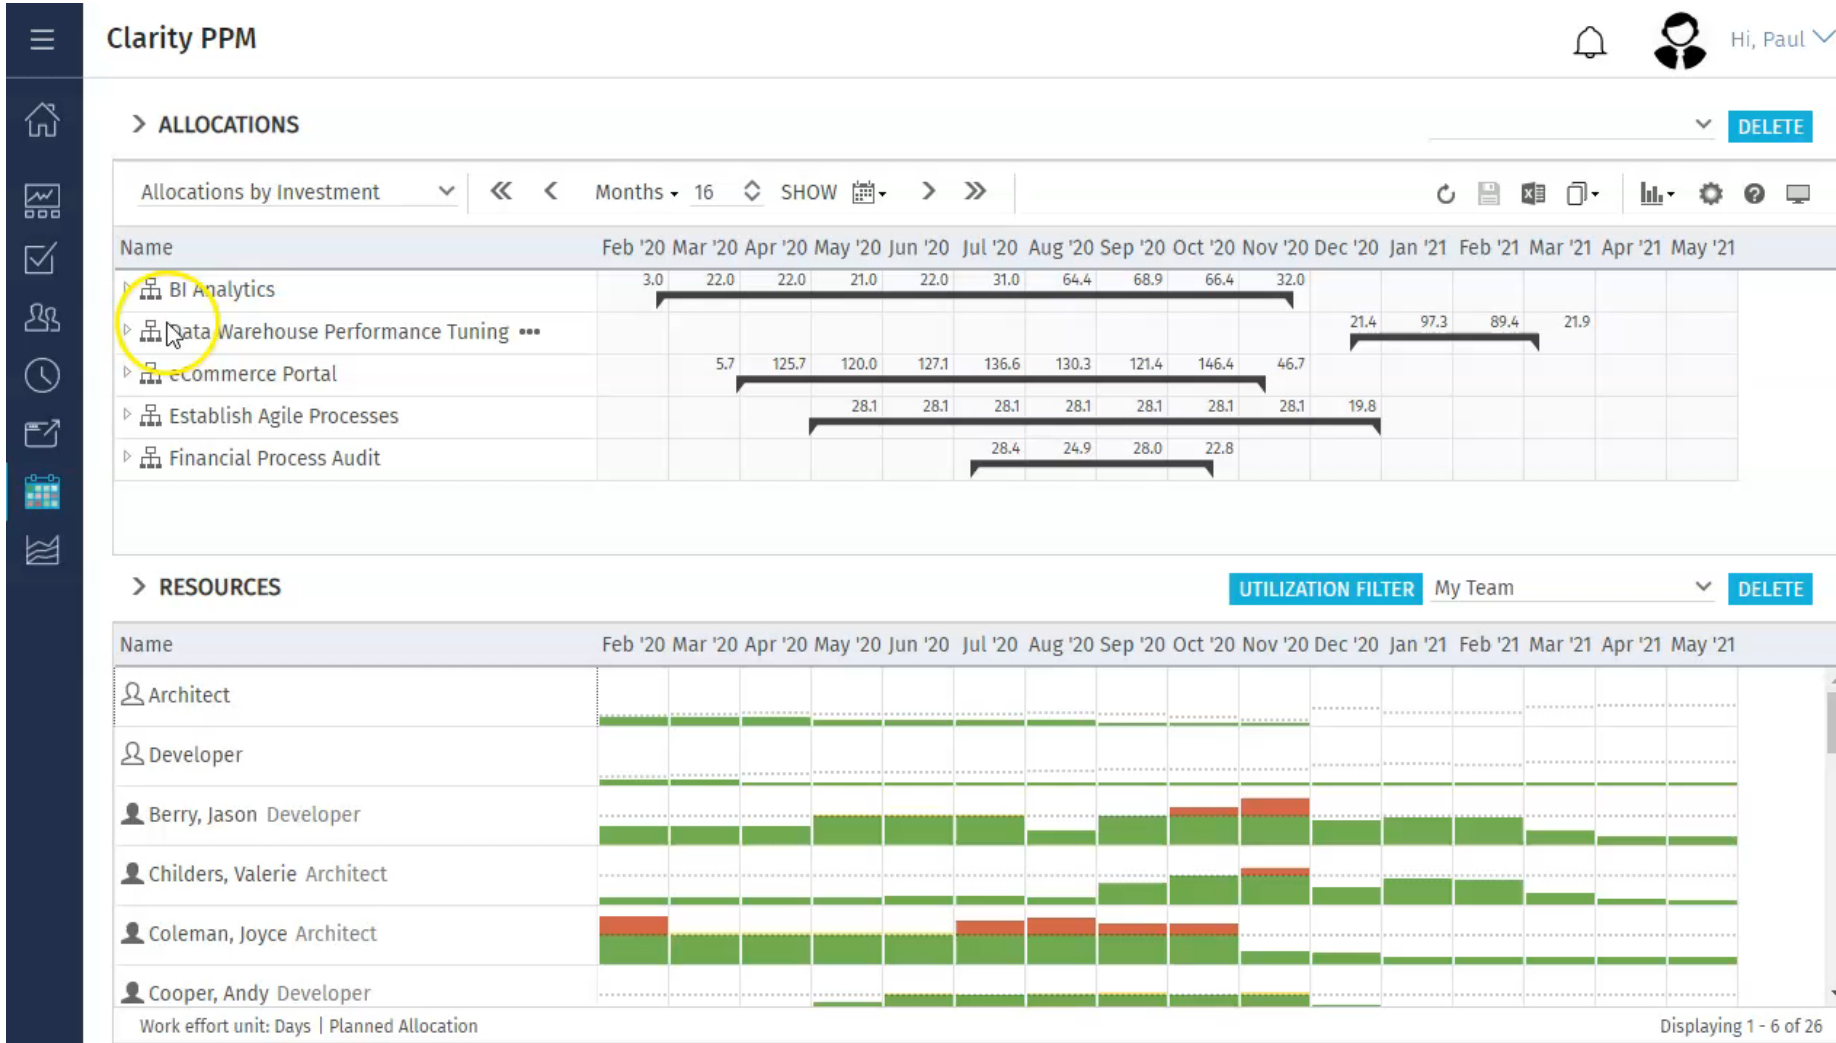 Clarity PPM
Hi, Paul
ALLOCATIONS
DELETE
Allocations by Investment Months 16 SHOW
Name Feb '20 Mar '20 Apr '20 May '20 Jun '20 Jul '20 Aug '20 Sep '20 Oct '20 Nov '20 Dec '20 Jan '21 Feb '21 Mar '21 Apr '21 May '21
BI Analytics 3.0 22.0 22.0 21.0 22.0 31.0 64.4 68.9 66.4 32.0
Data Warehouse Performance Tuning ••• 21.4 97.3 89.4 21.9
eCommerce Portal 5.7 125.7 120.0 127.1 136.6 130.3 121.4 146.4 46.7
Establish Agile Processes 28.1 28.1 28.1 28.1 28.1 28.1 28.1 19.8
Financial Process Audit 28.4 24.9 28.0 22.8
RESOURCES
UTILIZATION FILTER My Team DELETE
Name Feb '20 Mar '20 Apr '20 May '20 Jun '20 Jul '20 Aug '20 Sep '20 Oct '20 Nov '20 Dec '20 Jan '21 Feb '21 Mar '21 Apr '21 May '21
Architect
Developer
Berry, Jason Developer
Childers, Valerie Architect
Coleman, Joyce Architect
Cooper, Andy Developer
Work effort unit: Days | Planned Allocation
Displaying 1 - 6 of 26